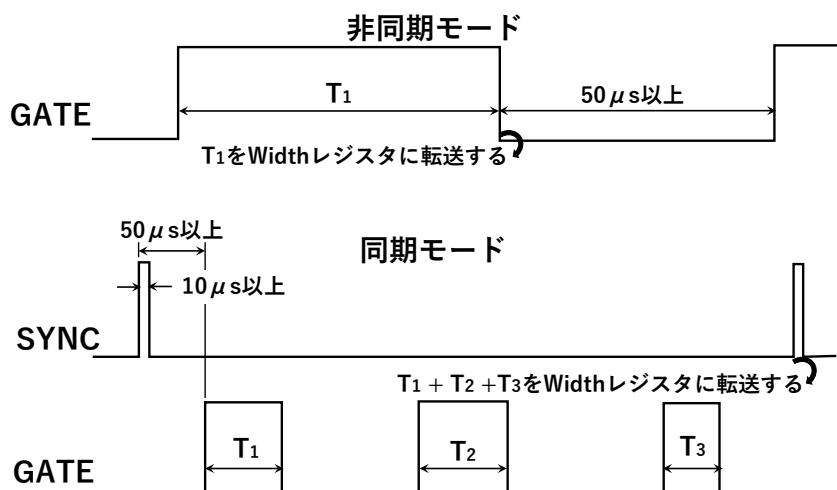 非同期モード
GATE
T1
50μs以上
T1をWidthレジスタに転送する
50μs以上
同期モード
10μs以上
SYNC
T1 + T2 +T3をWidthレジスタに転送する
GATE
T1
T2
T3